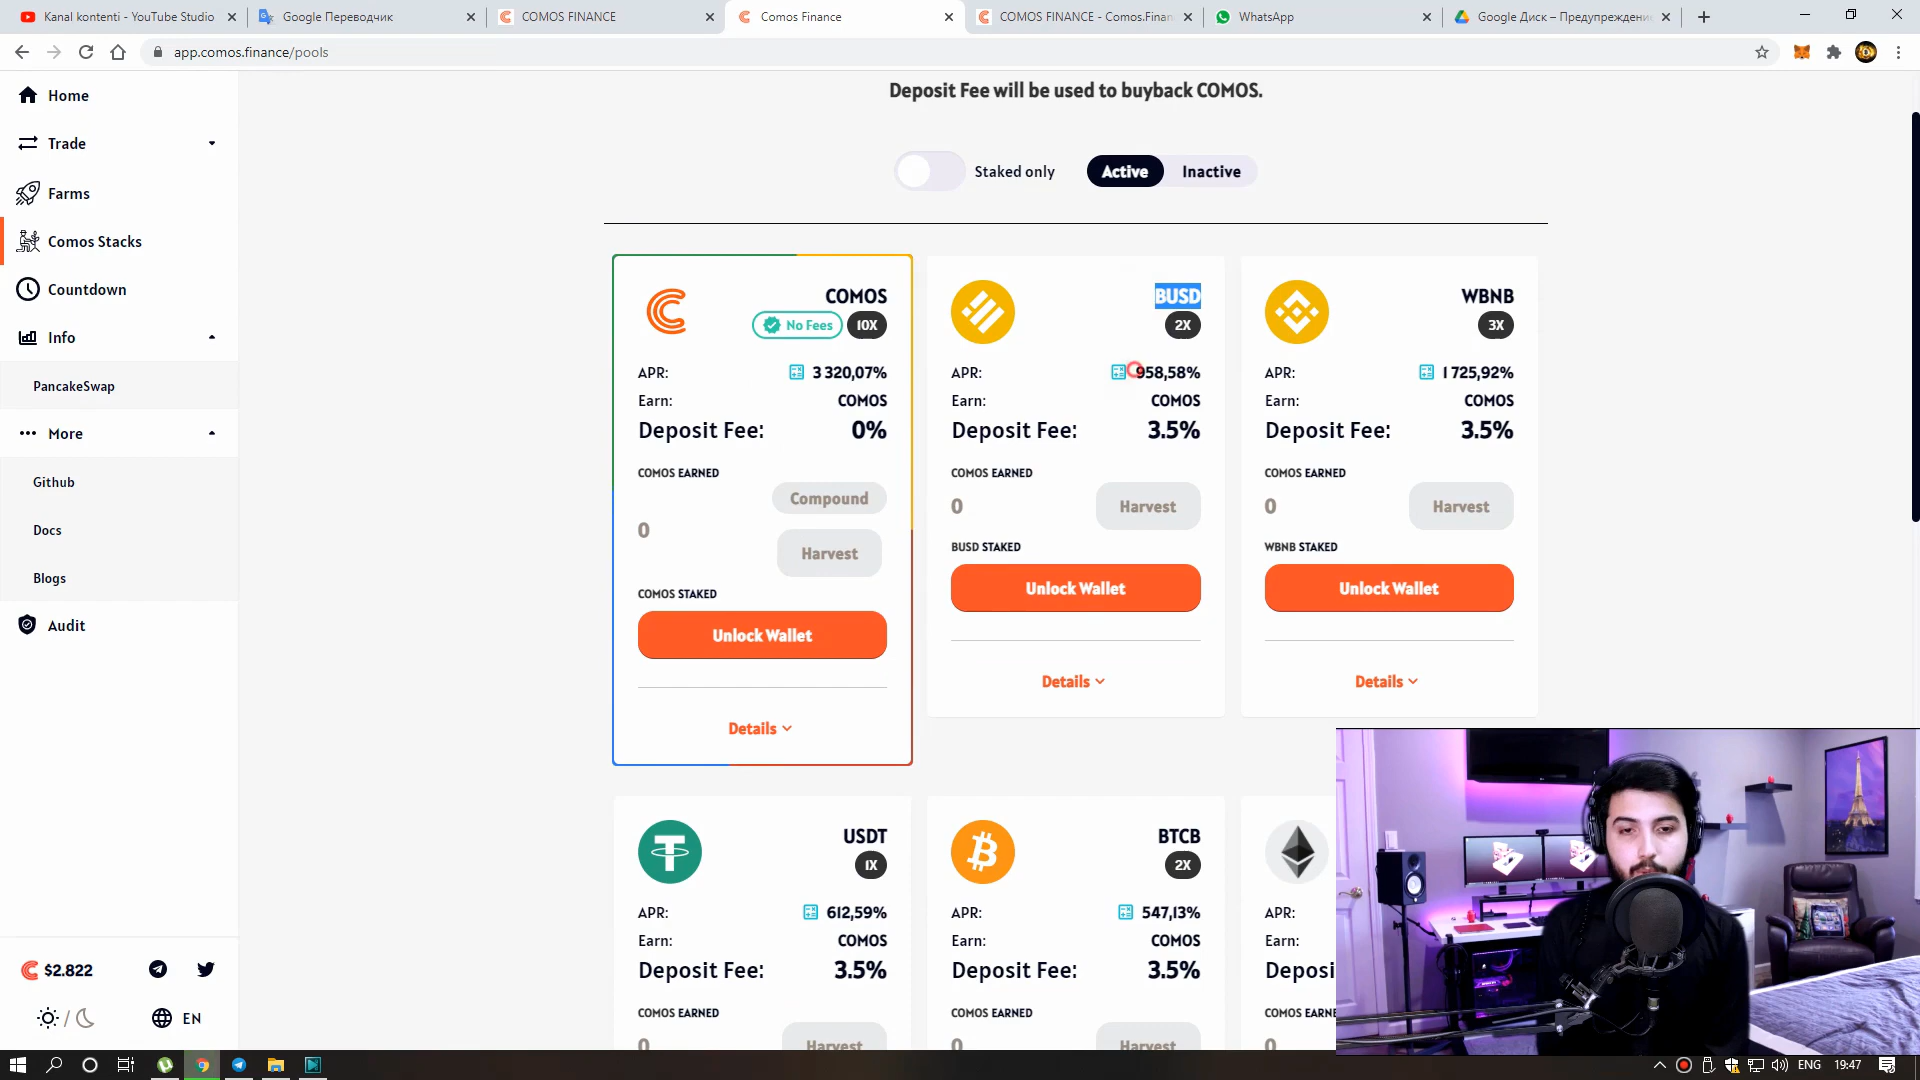 Kanal kontenti - YouTube Studio
Google Переводчик
COMOS FINANCE
Comos Finance
COMOS FINANCE - Comos.Finan
WhatsApp
Google Диск – Предупреждени
app.comos.finance/pools
Home
Trade
Farms
Comos Stacks
Countdown
Info
PancakeSwap
More
Github
Docs
Blogs
Audit
$2.822
EN
Deposit Fee will be used to buyback COMOS.
Staked only
Active
Inactive
COMOS
No Fees
10X
APR: 3 320,07%
Earn: COMOS
Deposit Fee: 0%
COMOS EARNED
Compound
0
Harvest
COMOS STAKED
Unlock Wallet
Details
BUSD
2X
APR: 958,58%
Earn: COMOS
Deposit Fee: 3.5%
COMOS EARNED
0
Harvest
BUSD STAKED
Unlock Wallet
Details
WBNB
3X
APR: 1 725,92%
Earn: COMOS
Deposit Fee: 3.5%
COMOS EARNED
0
Harvest
WBNB STAKED
Unlock Wallet
Details
USDT
1X
APR: 612,59%
Earn: COMOS
Deposit Fee: 3.5%
COMOS EARNED
0
Harvest
BTCB
2X
APR: 547,13%
Earn: COMOS
Deposit Fee: 3.5%
COMOS EARNED
0
Harvest
APR:
Earn:
Deposi
COMOS EARNE
0
ENG
19:47